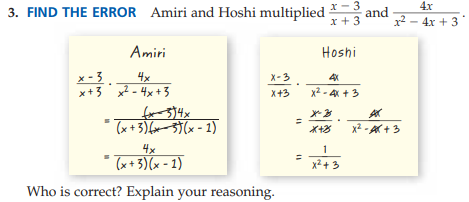 3. FIND THE ERROR Amiri and Hoshi multiplied (x − 3)/(x + 3) and 4x/(x² − 4x + 3).
Amiri
(x - 3)/(x + 3) · 4x/(x² - 4x + 3)
= (x - 3)4x/((x + 3)(x - 3)(x - 1))
= 4x/((x + 3)(x - 1))
Hoshi
(x - 3)/(x + 3) · 4x/(x² - 4x + 3)
= (x - 3)/(x + 3) · 4x/(x² - 4x + 3)
= 1/(x² + 3)
Who is correct? Explain your reasoning.